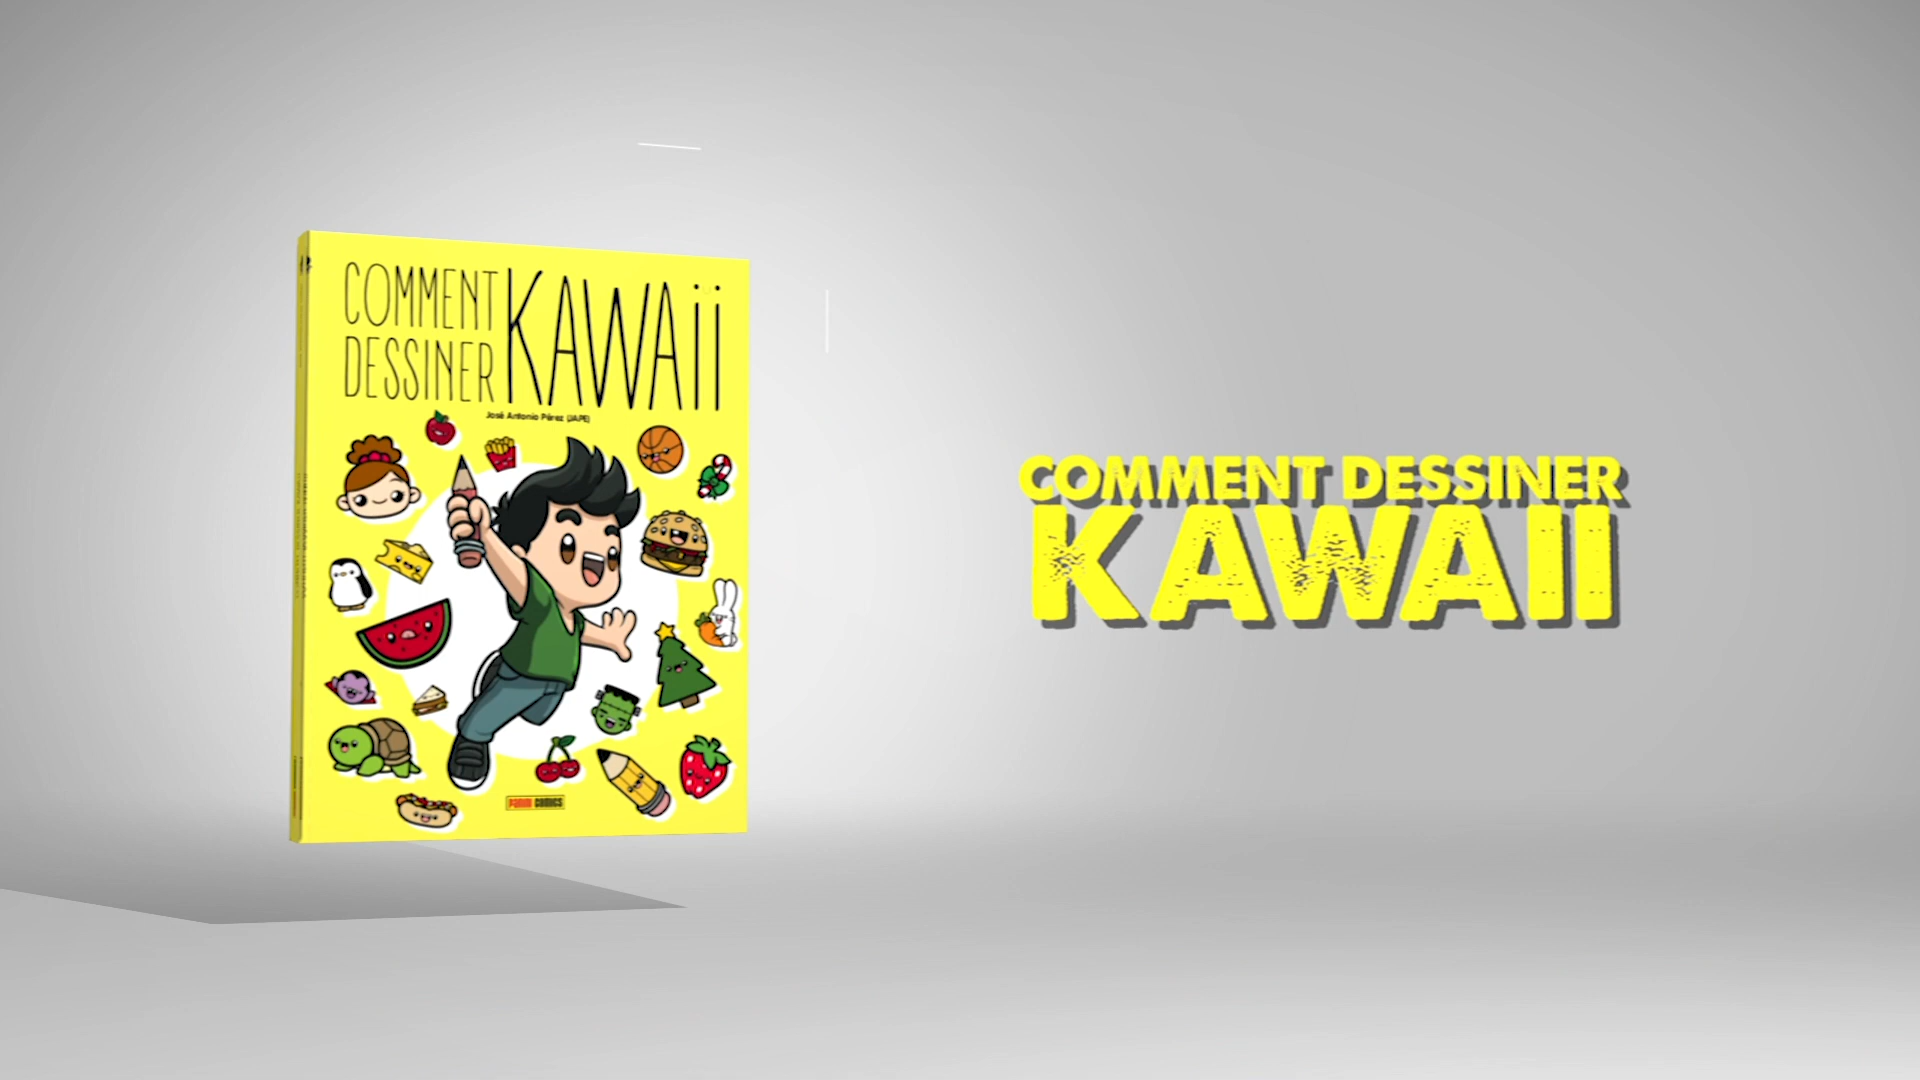 COMMENT
DESSINER
KAWAii
José Antonio Pérez (JAPE)
PANINI COMICS
COMMENT DESSINER
KAWAII